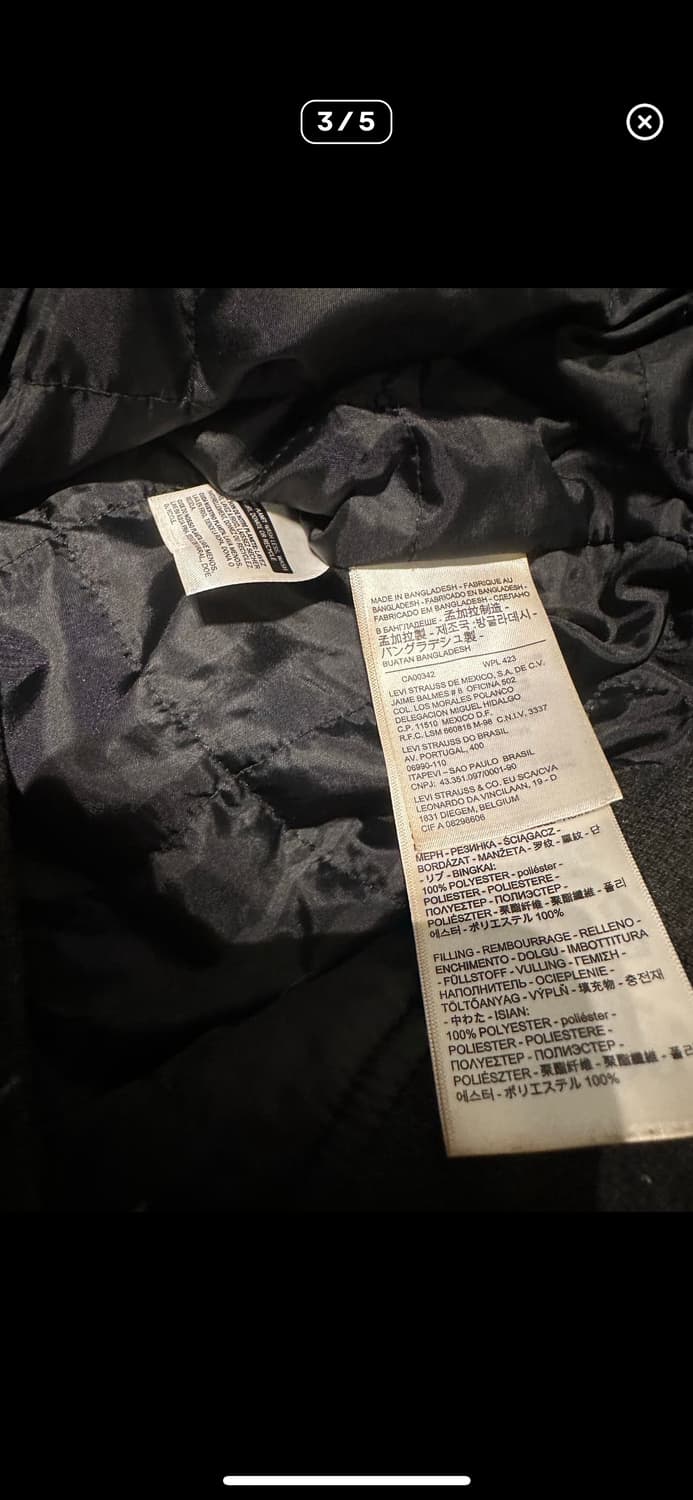 3/5
MADE IN BANGLADESH - FABRIQUE AU
BANGLADESH - FABRICADO EN BANGLADESH -
FABRICADO EM BANGLADESH - СДЕЛАНО
В БАНГЛАДЕШЕ - 孟加拉制造 -
孟加拉製 - 제조국 : 방글라데시 -
バングラデシュ製 -
BUATAN BANGLADESH
CA00342 WPL 423
LEVI STRAUSS DE MEXICO, S.A. DE C.V.
JAIME BALMES # 8 OFICINA 502
COL. LOS MORALES POLANCO
DELEGACION MIGUEL HIDALGO
C.P. 11510 MEXICO D.F.
R.F.C. LSM 660816 M-98 C.N.I.V. 3337
LEVI STRAUSS DO BRASIL
AV. PORTUGAL, 400
06990-110
ITAPEVI – SAO PAULO BRASIL
CNPJ: 43.351.097/0001-90
LEVI STRAUSS & CO. EU SCA/CVA
LEONARDO DA VINCILAAN, 19 - D
1831 DIEGEM, BELGIUM
CIF A 08298606
ΜΕΡΗ - РЕЗИНКА - ŚCIĄGACZ -
BORDÁZAT - MANŽETA - 罗纹 - 羅紋 - 단
- リブ - BINGKAI:
100% POLYESTER - poliéster -
POLIESTER - POLIESTERE -
ΠΟΛΥΕΣΤΕΡ - ПОЛИЭСТЕР -
POLIÉSZTER - 聚酯纤维 - 聚酯纖維 - 폴리
에스터 - ポリエステル 100%
FILLING - REMBOURRAGE - RELLENO -
ENCHIMENTO - DOLGU - IMBOTTITURA
- FÜLLSTOFF - VULLING - ΓΕΜΙΣΗ -
НАПОЛНИТЕЛЬ - OCIEPLENIE -
TÖLTŐANYAG - VÝPLŇ - 填充物 - 충전재
- 中わた - ISIAN:
100% POLYESTER - poliéster -
POLIESTER - POLIESTERE -
ΠΟΛΥΕΣΤΕΡ - ПОЛИЭСТЕР -
POLIÉSZTER - 聚酯纤维 - 聚酯纖維 - 폴리
에스터 - ポリエステル 100%